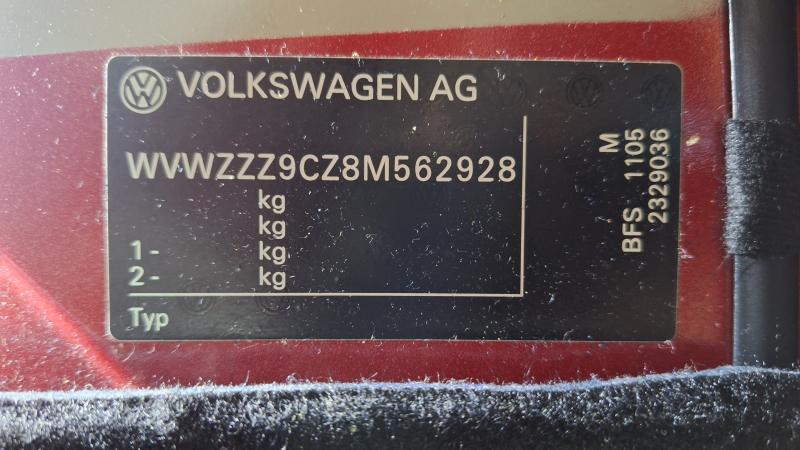 VOLKSWAGEN AG
WVWZZZ9CZ8M562928
kg
kg
1- kg
2- kg
Typ
M
BFS 1105
2329036